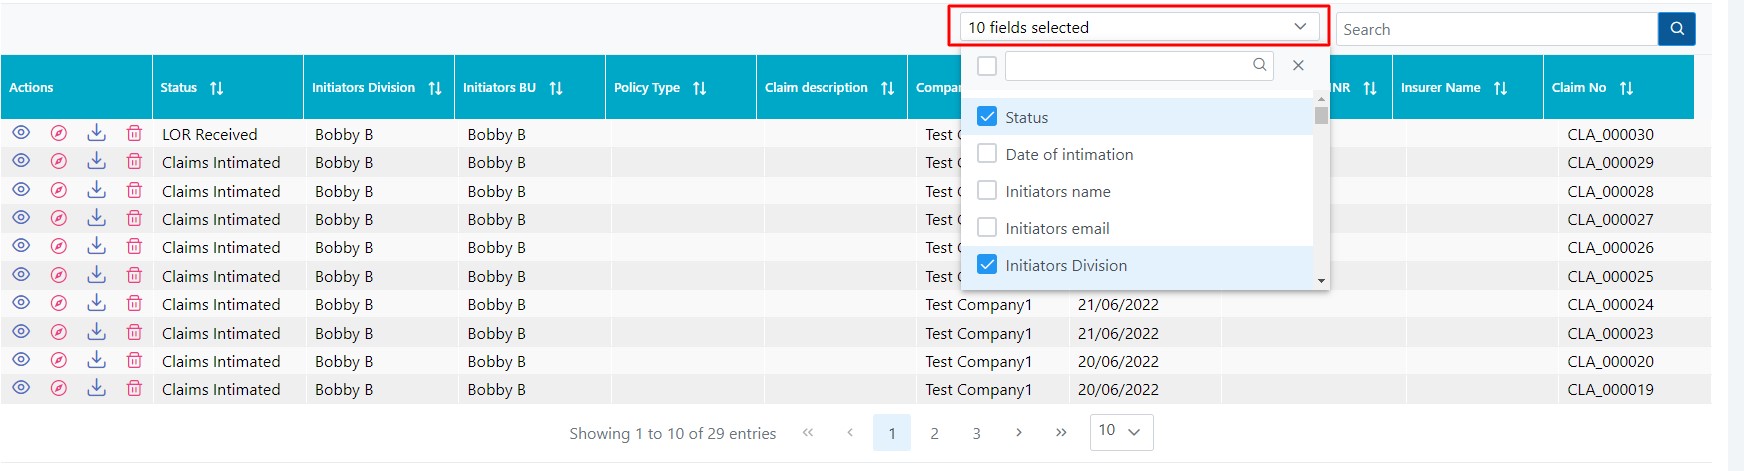 10 fields selected Search
Actions Status Initiators Division Initiators BU Policy Type Claim description Compan INR Insurer Name Claim No
Status
Date of intimation
Initiators name
Initiators email
Initiators Division
LOR Received Bobby B Bobby B Test C CLA_000030
Claims Intimated Bobby B Bobby B Test C CLA_000029
Claims Intimated Bobby B Bobby B Test C CLA_000028
Claims Intimated Bobby B Bobby B Test C CLA_000027
Claims Intimated Bobby B Bobby B Test C CLA_000026
Claims Intimated Bobby B Bobby B Test C CLA_000025
Claims Intimated Bobby B Bobby B Test Company1 21/06/2022 CLA_000024
Claims Intimated Bobby B Bobby B Test Company1 21/06/2022 CLA_000023
Claims Intimated Bobby B Bobby B Test Company1 20/06/2022 CLA_000020
Claims Intimated Bobby B Bobby B Test Company1 20/06/2022 CLA_000019
Showing 1 to 10 of 29 entries « ‹ 1 2 3 › » 10